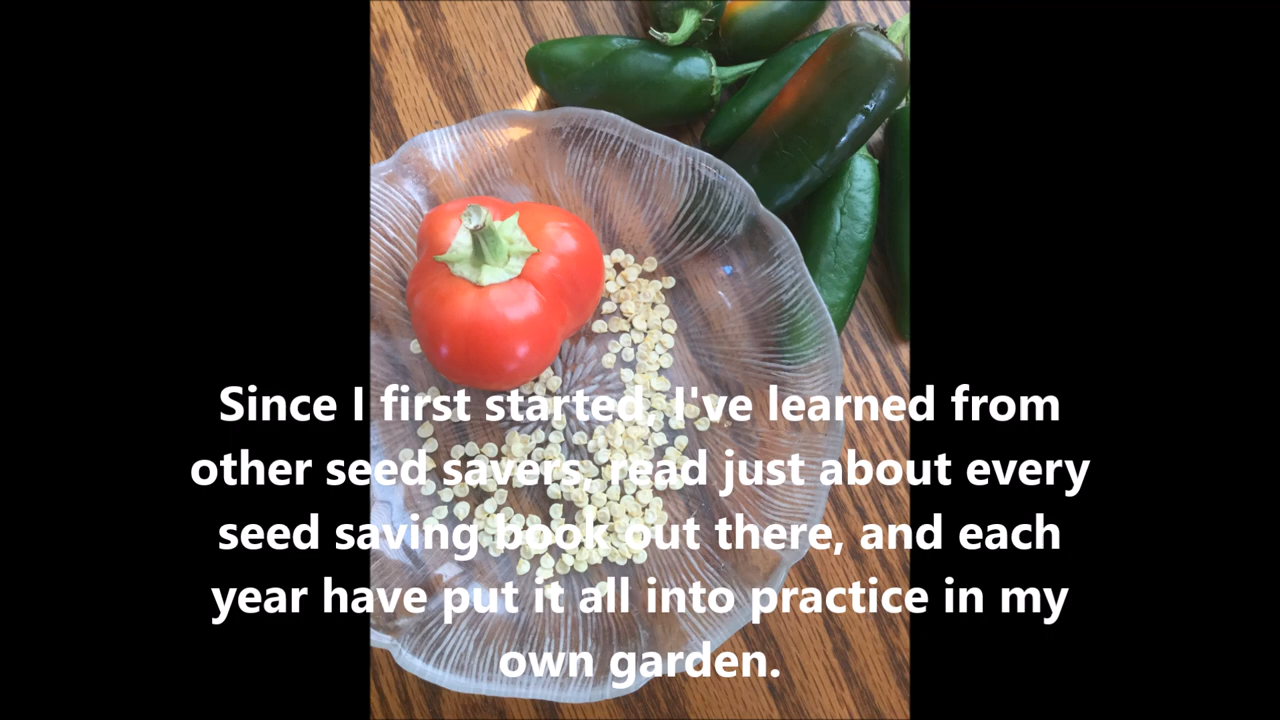 Since I first started, I've learned from
other seed savers, read just about every
seed saving book out there, and each
year have put it all into practice in my
own garden.